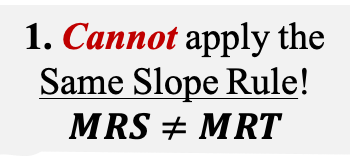 1. Cannot apply the
Same Slope Rule!
MRS ≠ MRT